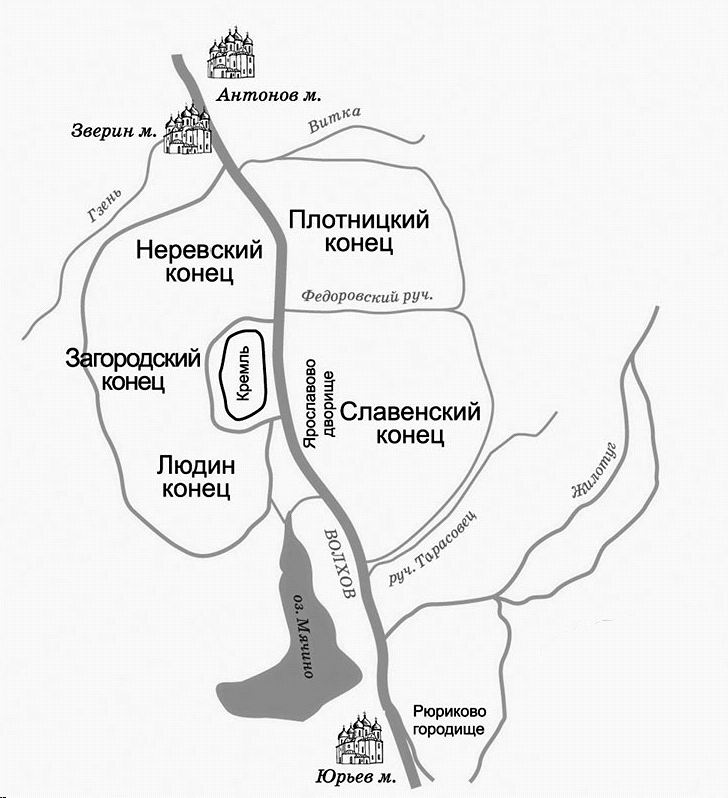 Антонов м.
Зверин м.
Витка
Гзень
Плотницкий
конец
Неревский
конец
Федоровский руч.
Загородский
конец
Кремль
Ярославово
дворище
Славенский
конец
Людин
конец
Жилотуг
ВОЛХОВ
руч. Тарасовец
оз. Мячино
Рюриково
городище
Юрьев м.